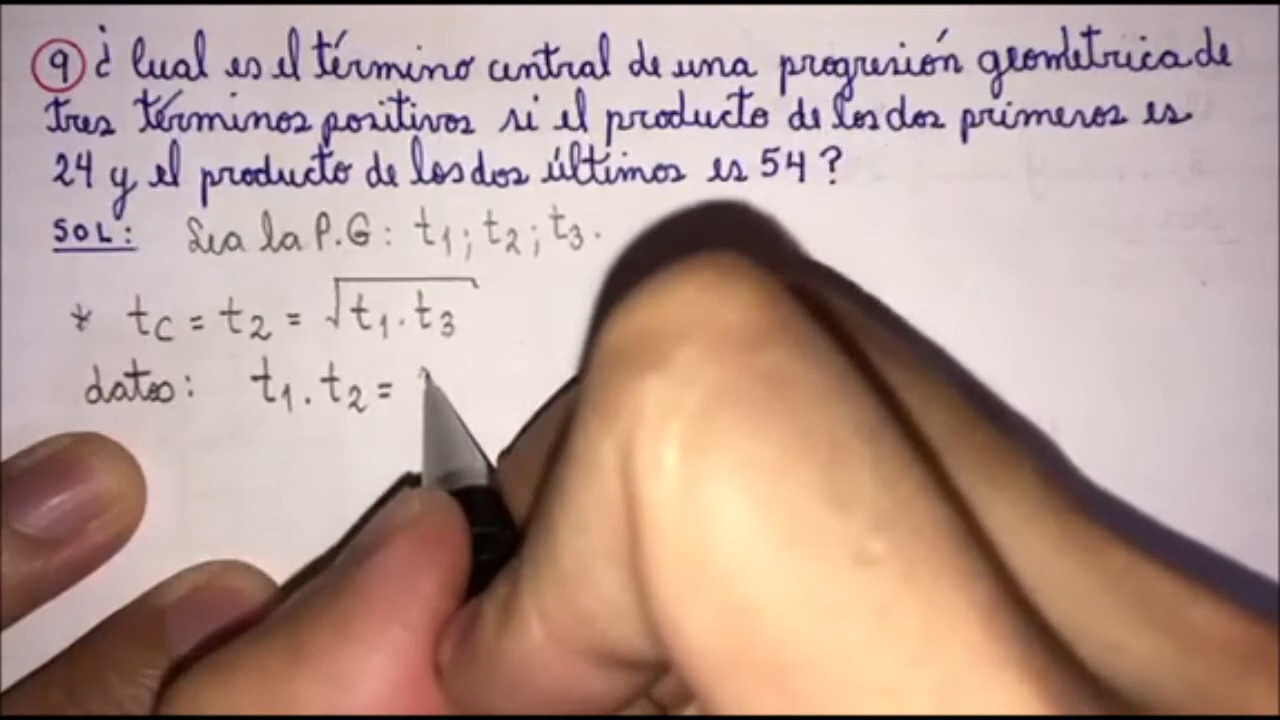 9 ¿ Cual es el término central de una progresión geométrica de
tres términos positivos si el producto de los dos primeros es
24 y el producto de los dos últimos es 54 ?
SOL: Sea la P.G: t₁; t₂; t₃.
* tc = t₂ = √t₁.t₃
datos: t₁.t₂ =